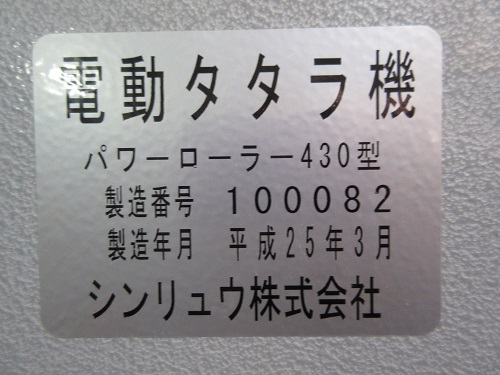 電動タタラ機
パワーローラー430型
製造番号 100082
製造年月 平成25年3月
シンリュウ株式会社